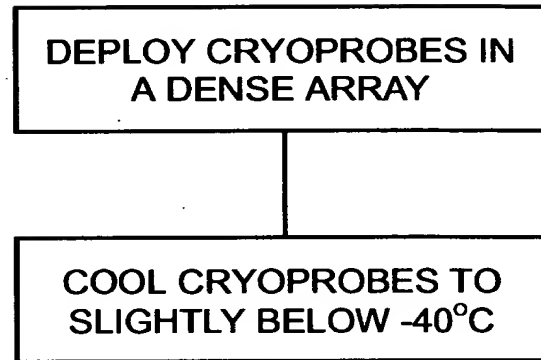 DEPLOY CRYOPROBES IN
A DENSE ARRAY
COOL CRYOPROBES TO
SLIGHTLY BELOW -40°C